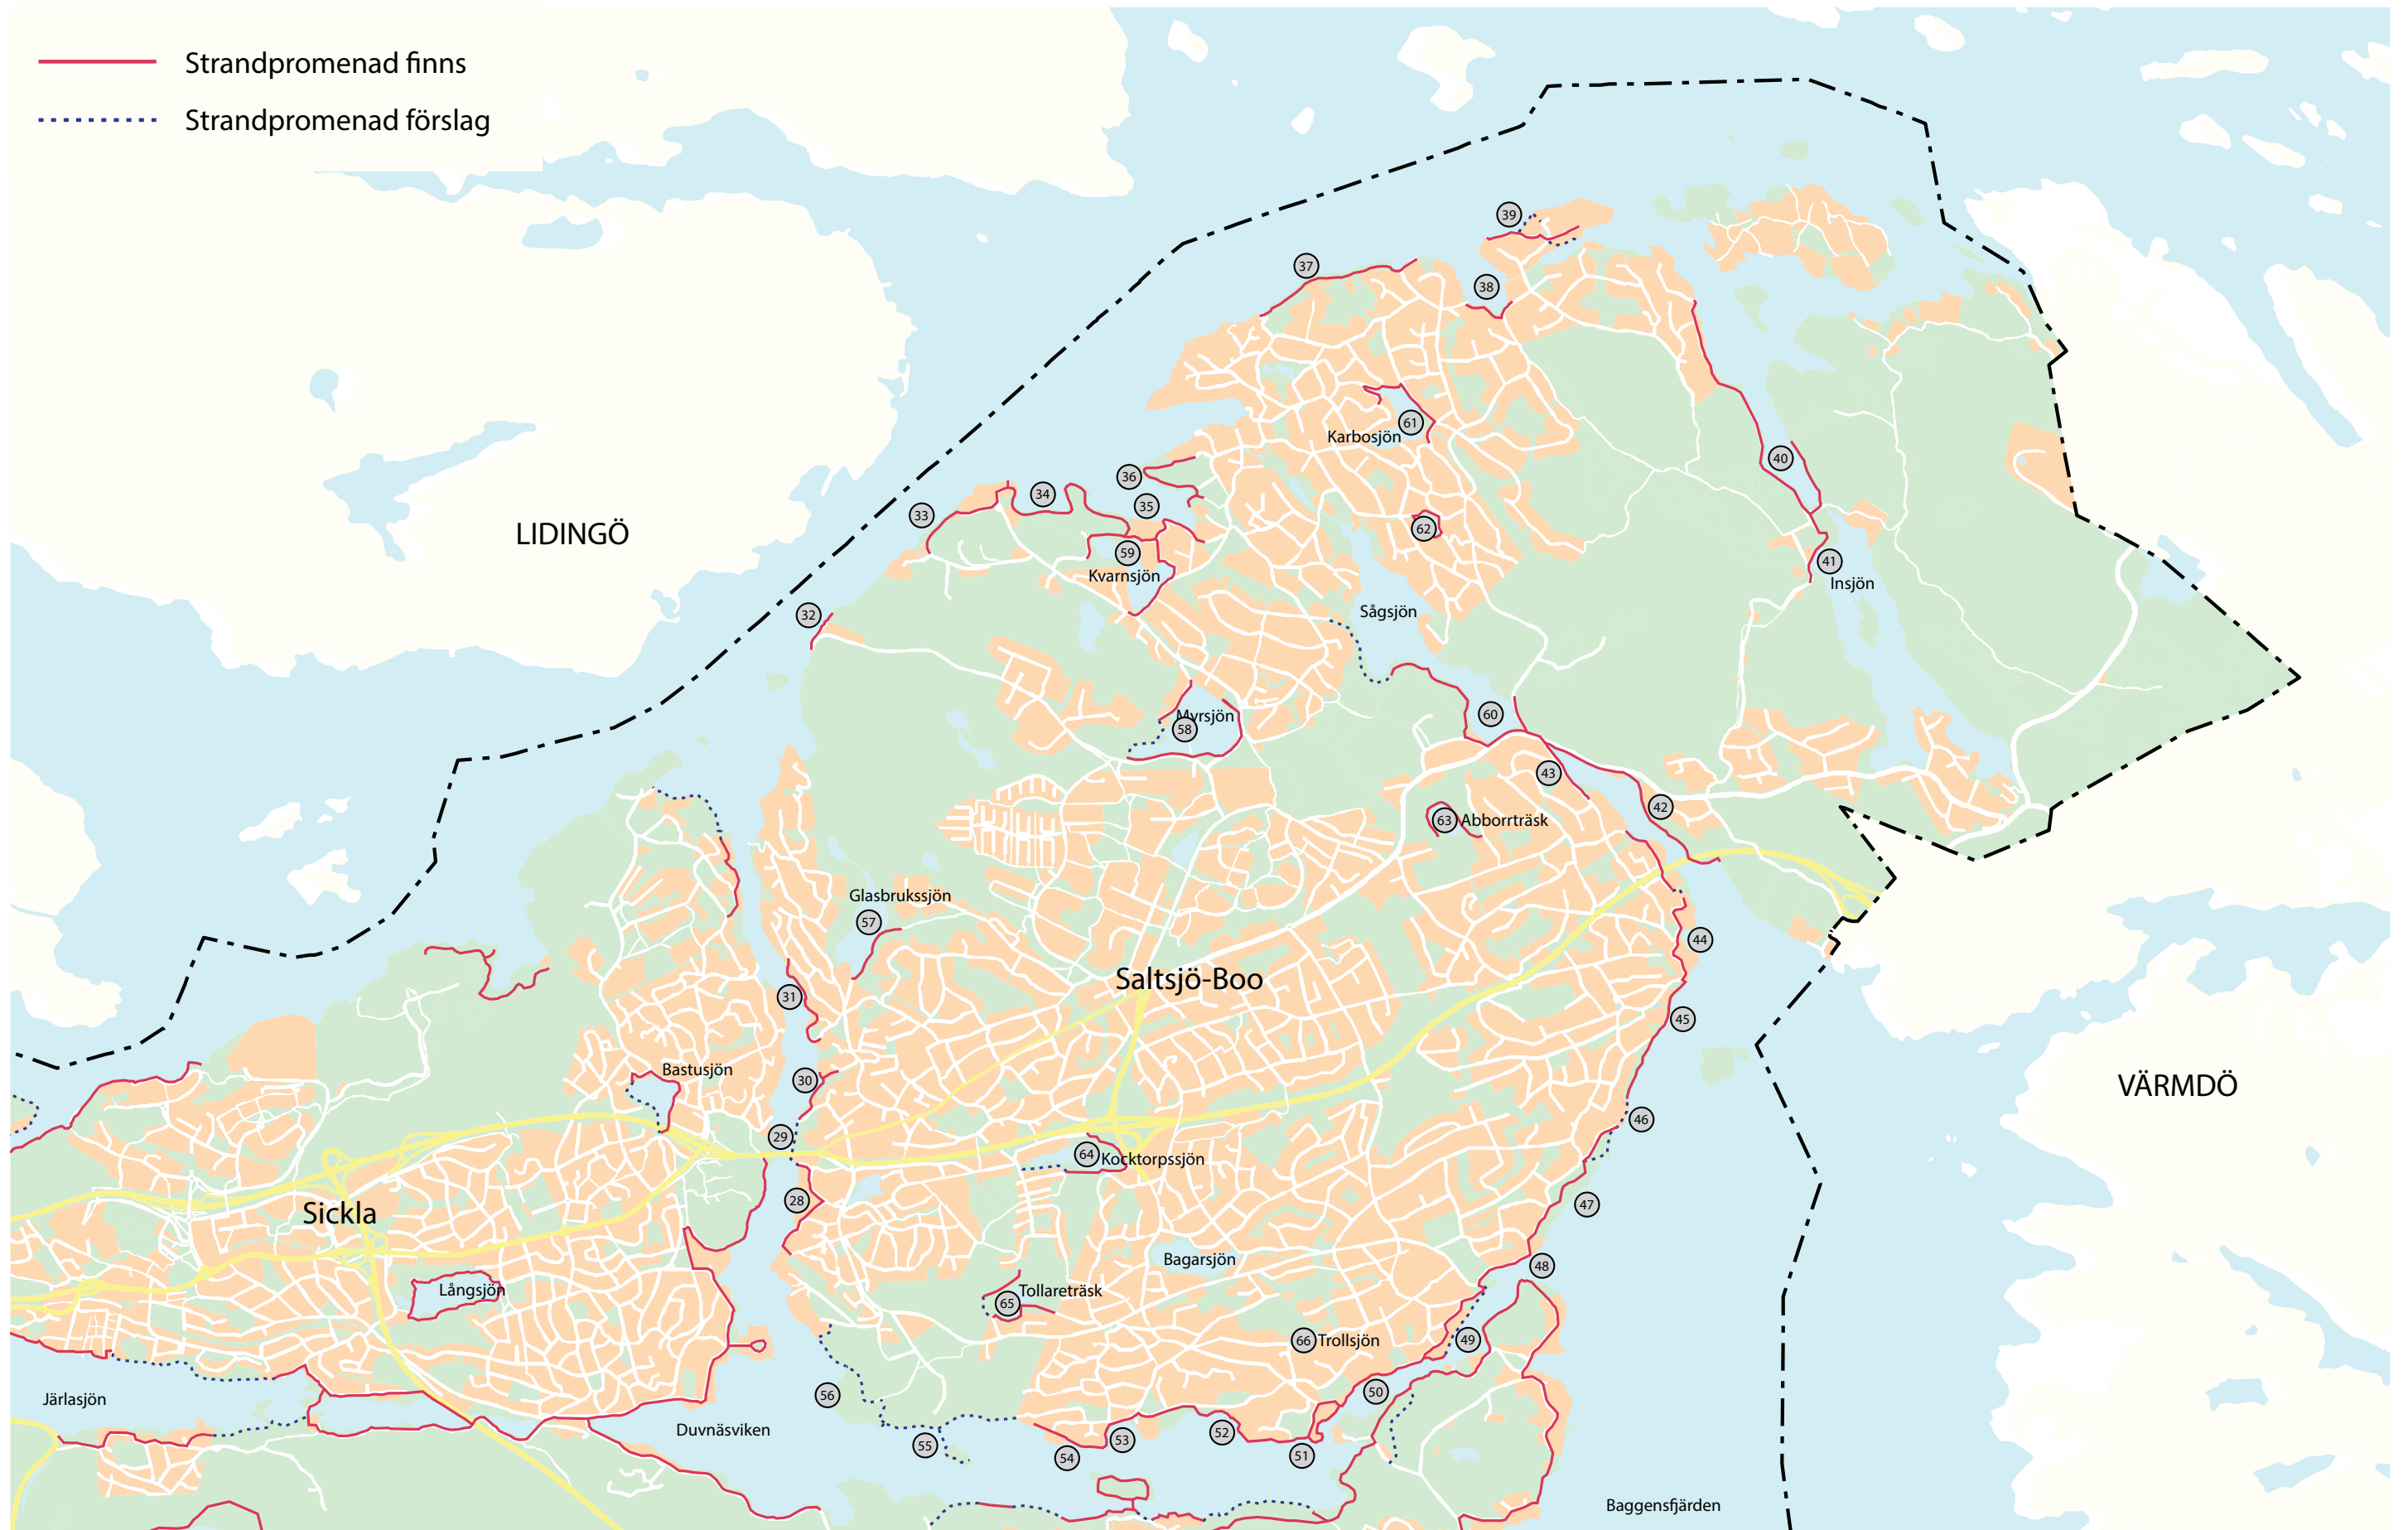 Strandpromenad finns
Strandpromenad förslag
39
37
38
61
Karbosjön
40
36
34
35
33
62
LIDINGÖ
59
Kvarnsjön
41
Insjön
32
Sågsjön
60
Myrsjön
58
43
42
63 Abborrträsk
Glasbrukssjön
57
44
Saltsjö-Boo
31
45
Bastusjön
30
VÄRMDÖ
46
29
64 Kocktorpssjön
28
47
Sickla
Bagarsjön
48
Långsjön
Tollareträsk
65
66 Trollsjön
49
56
50
Järlasjön
Duvnäsviken
52
53
55
51
54
Baggensfjärden